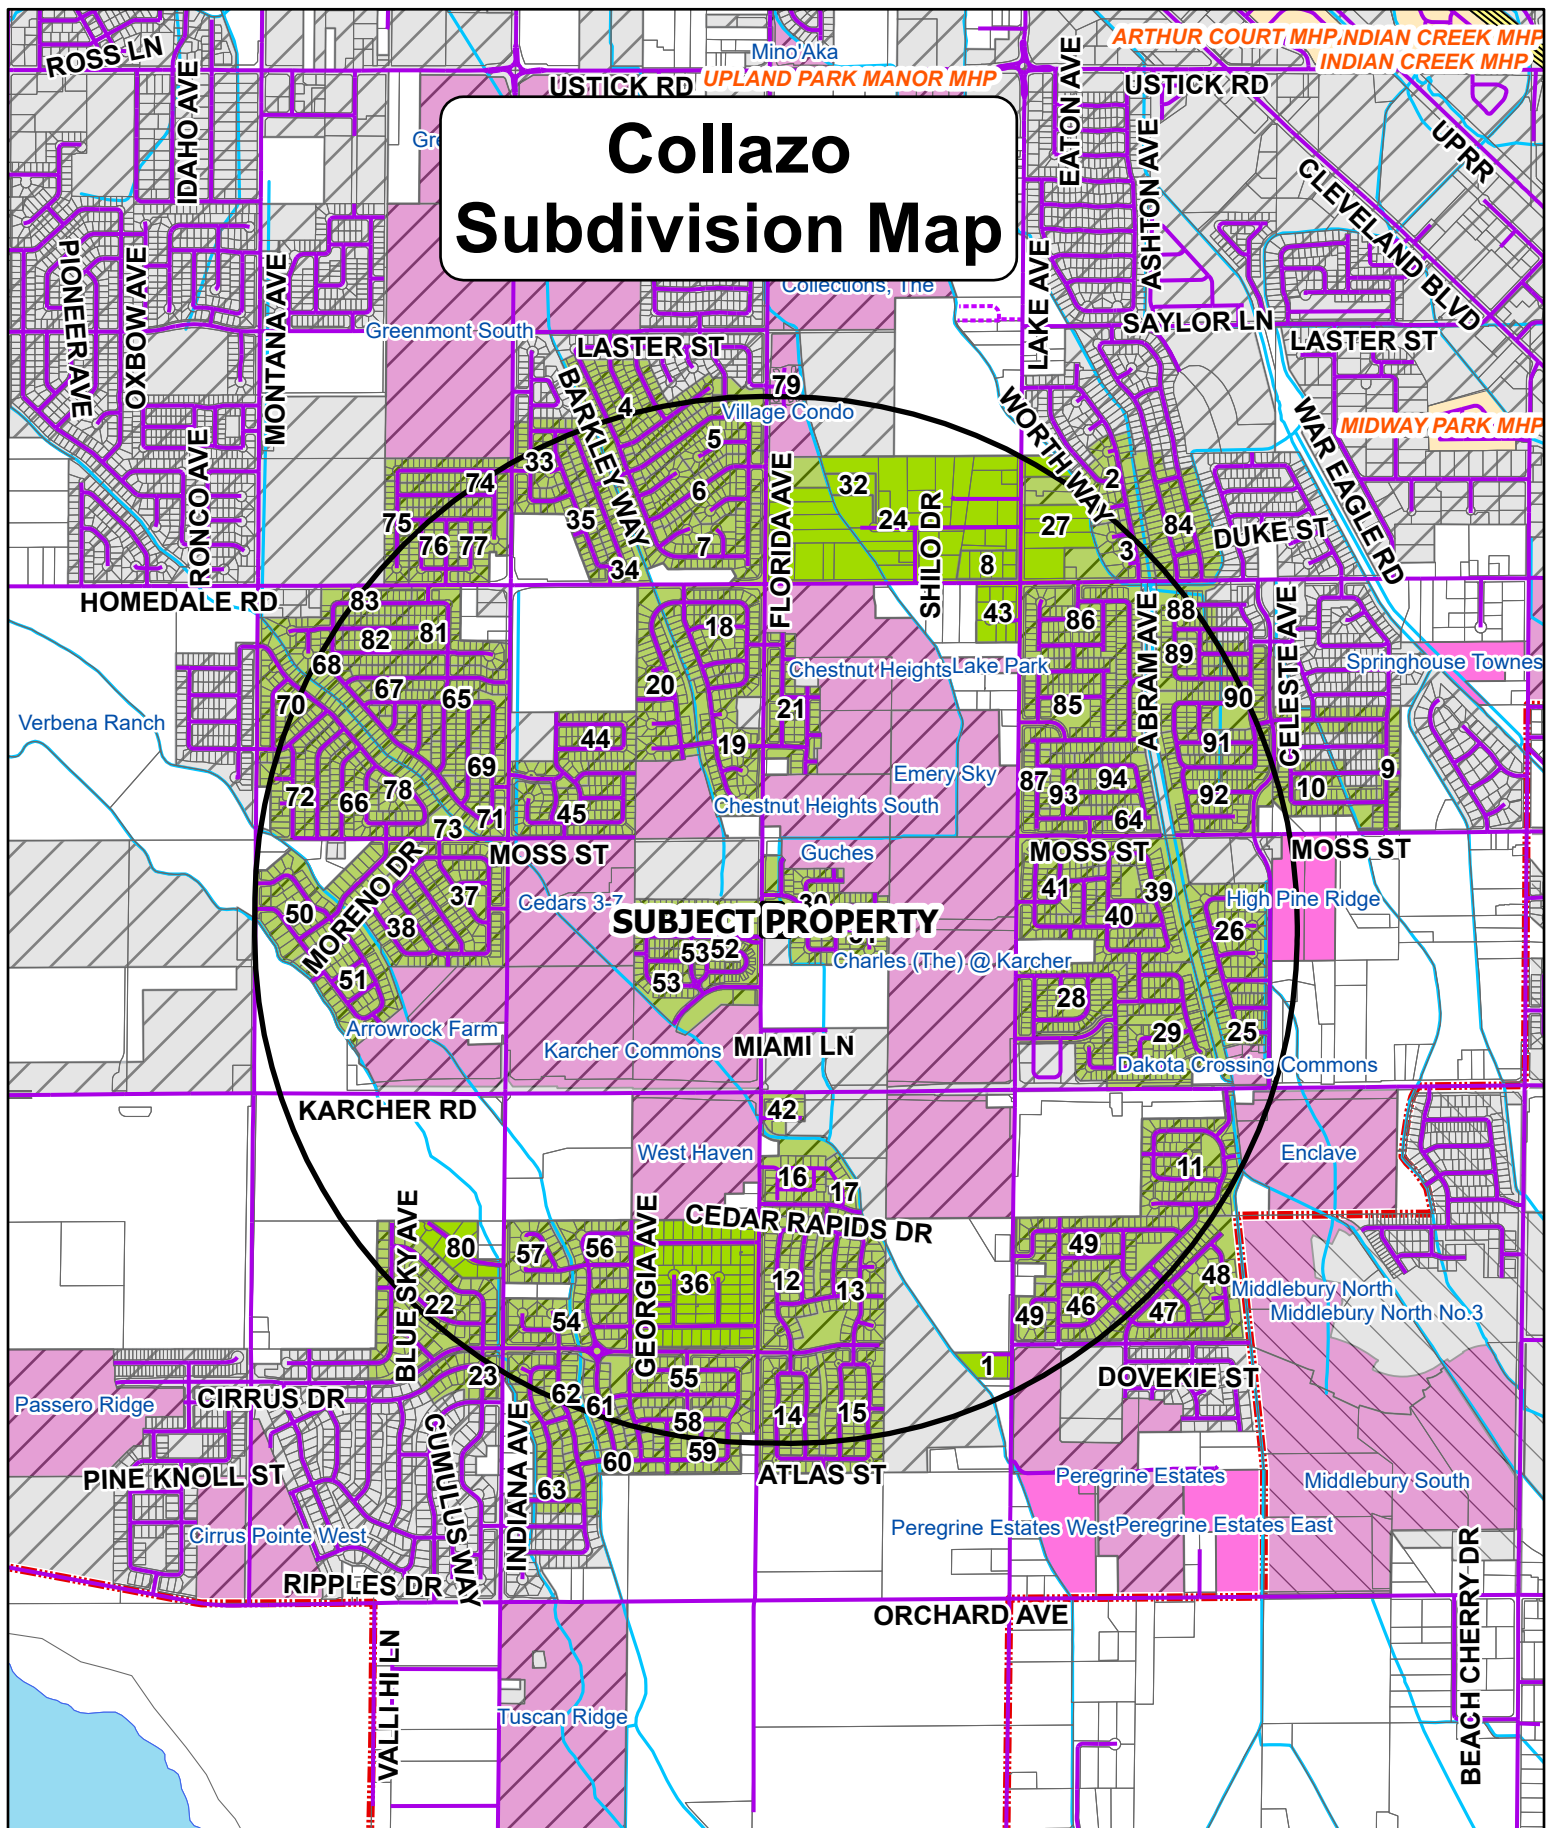 ROSS LN
IDAHO AVE
Mino'Aka
USTICK RD
UPLAND PARK MANOR MHP
EATON AVE
ARTHUR COURT MHP
INDIAN CREEK MHP
INDIAN CREEK MHP
USTICK RD
UPRR
Collazo
Subdivision Map
ASHTON AVE
CLEVELAND BLVD
PIONEER AVE
OXBOW AVE
MONTANA AVE
Greenmont South
Collections, The
LAKE AVE
SAYLOR LN
LASTER ST
LASTER ST
BARKLEY WAY
4
79
Village Condo
WORTH WAY
WAR EAGLE RD
MIDWAY PARK MHP
RONCO AVE
5
33
74
6
FLORIDA AVE
32
24
SHILO DR
27
2
75
35
76
77
7
34
8
3
84
DUKE ST
HOMEDALE RD
83
82
81
18
43
86
ABRAM AVE
88
CELESTE AVE
68
67
65
20
Chestnut Heights
Lake Park
89
Springhouse Townes
Verbena Ranch
70
21
85
90
44
19
91
69
Emery Sky
87
94
9
72
66
78
93
92
10
71
45
Chestnut Heights South
64
73
MOSS ST
Guches
MOSS ST
MOSS ST
MORENO DR
37
41
39
50
38
Cedars 3-7
30
SUBJECT PROPERTY
40
26
High Pine Ridge
53
52
51
53
Charles (The) @ Karcher
28
Arrowrock Farm
Karcher Commons
MIAMI LN
29
25
Dakota Crossing Commons
KARCHER RD
42
West Haven
16
17
11
Enclave
BLUE SKY AVE
80
57
56
GEORGIA AVE
CEDAR RAPIDS DR
49
36
12
13
48
Middlebury North
22
54
49
46
47
Middlebury North No.3
1
23
CIRRUS DR
62
61
55
DOVEKIE ST
Passero Ridge
58
14
15
CUMULUS WAY
INDIANA AVE
60
59
PINE KNOLL ST
63
ATLAS ST
Peregrine Estates
Middlebury South
Cirrus Pointe West
Peregrine Estates West
Peregrine Estates East
RIPPLES DR
ORCHARD AVE
BEACH CHERRY DR
VALLI-HI LN
Tuscan Ridge